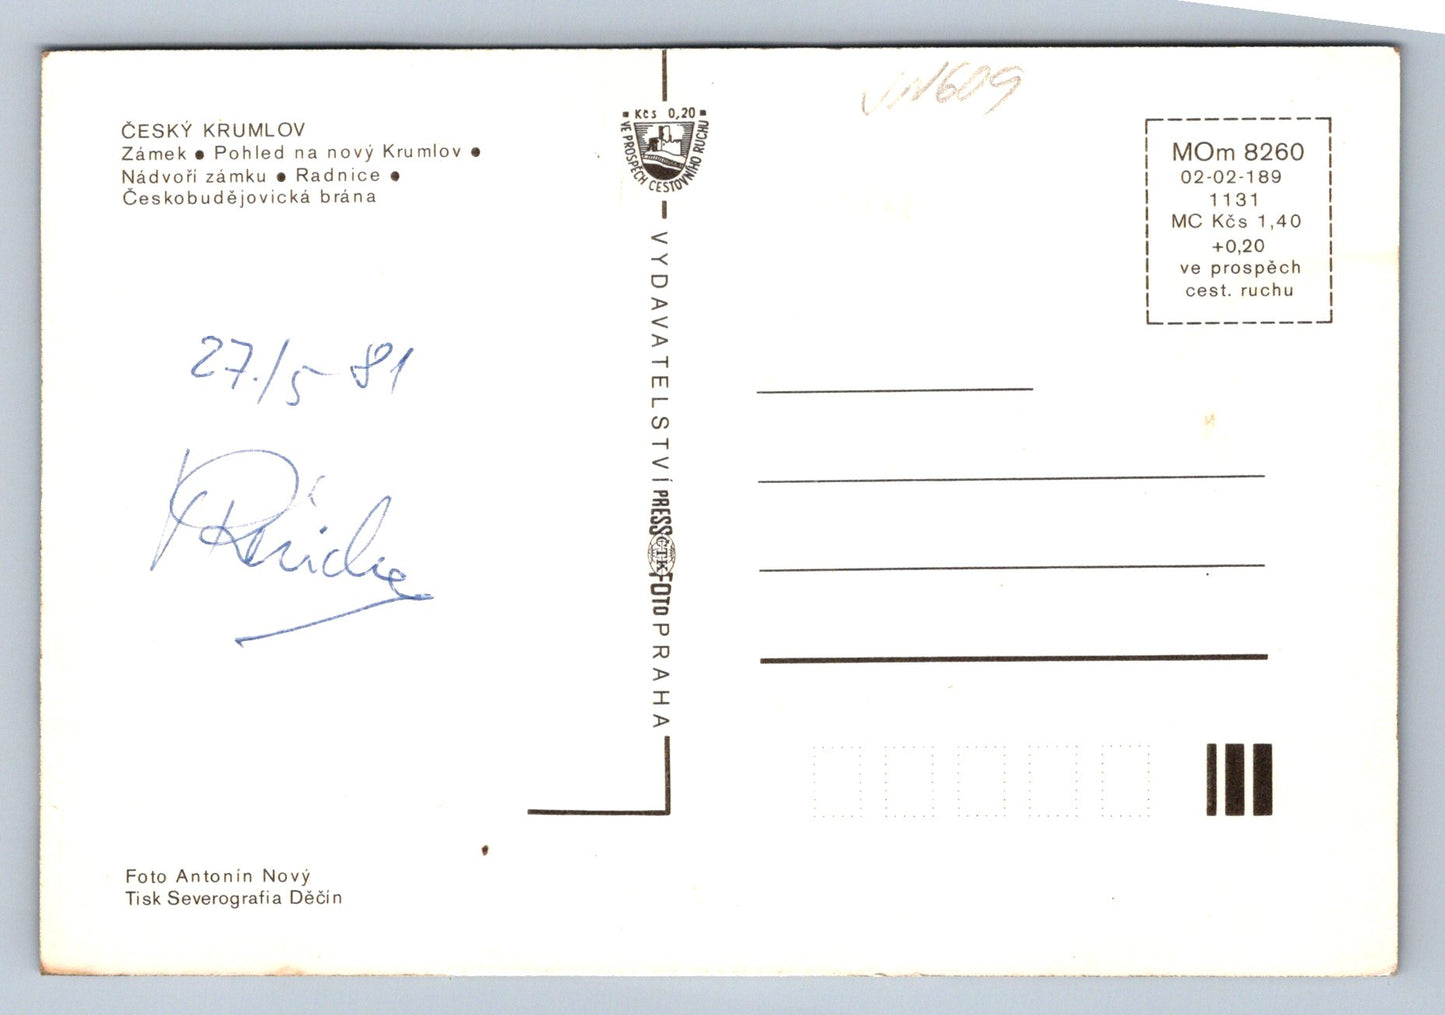 ČESKÝ KRUMLOV
Zámek ● Pohled na nový Krumlov ●
Nádvoří zámku ● Radnice ●
Českobudějovická brána
27./5 81
Foto Antonín Nový
Tisk Severografia Děčín
Kčs 0,20
VE PROSPĚCH CESTOVNÍHO RUCHU
VYDAVATELSTVÍ PRESSFOTO PRAHA
ČTK
MOm 8260
02-02-189
1131
MC Kčs 1,40
+0,20
ve prospěch
cest. ruchu